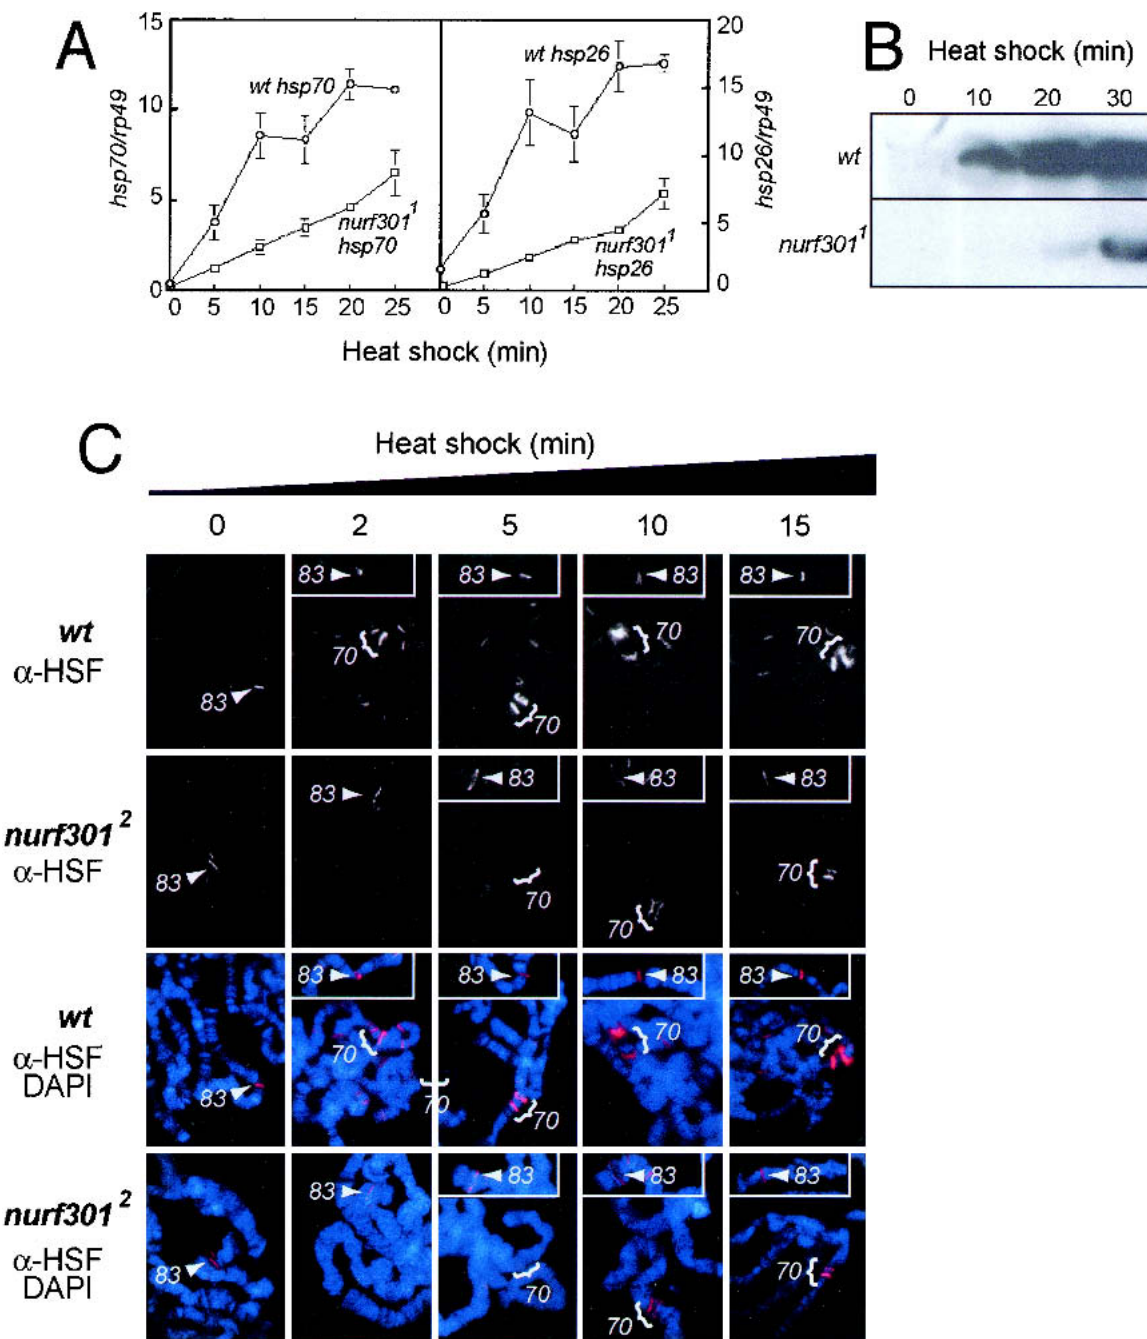 A
15
10
5
0
hsp70/rp49
wt hsp70
nurf301¹
hsp70
wt hsp26
nurf301¹
hsp26
20
15
10
5
0
hsp26/rp49
0 5 10 15 20 25
0 5 10 15 20 25
Heat shock (min)
B
Heat shock (min)
0 10 20 30
wt
nurf301¹
C
Heat shock (min)
0 2 5 10 15
wt
α-HSF
83
83
70
83
70
83
70
83
70
nurf301²
α-HSF
83
83
83
70
83
70
83
70
wt
α-HSF
DAPI
83
83
70
70
83
70
83
70
83
70
nurf301²
α-HSF
DAPI
83
83
83
70
83
70
83
70